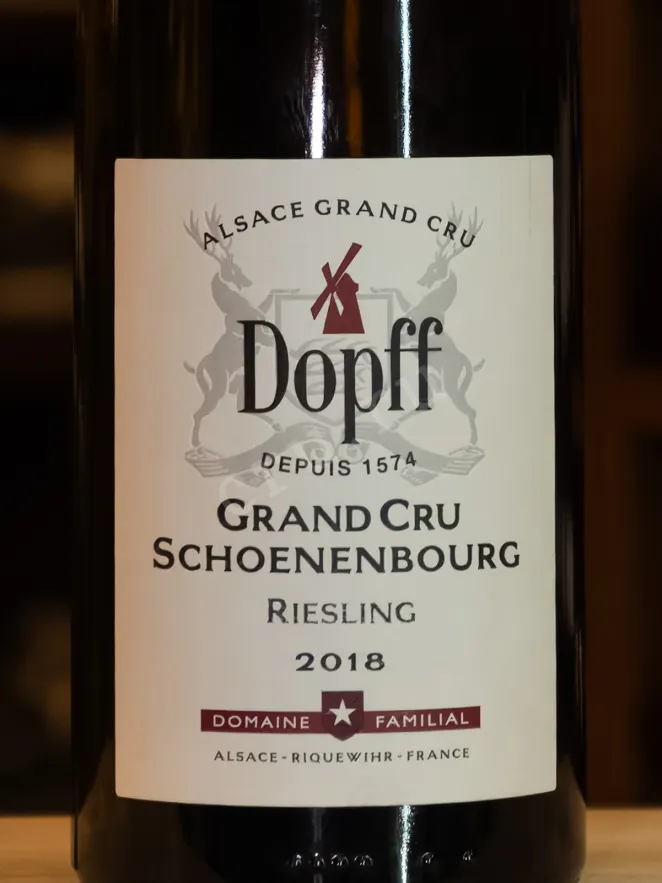 ALSACE GRAND CRU
Dopff
DEPUIS 1574
GRAND CRU
SCHOENENBOURG
RIESLING
2018
DOMAINE FAMILIAL
ALSACE-RIQUEWIHR-FRANCE